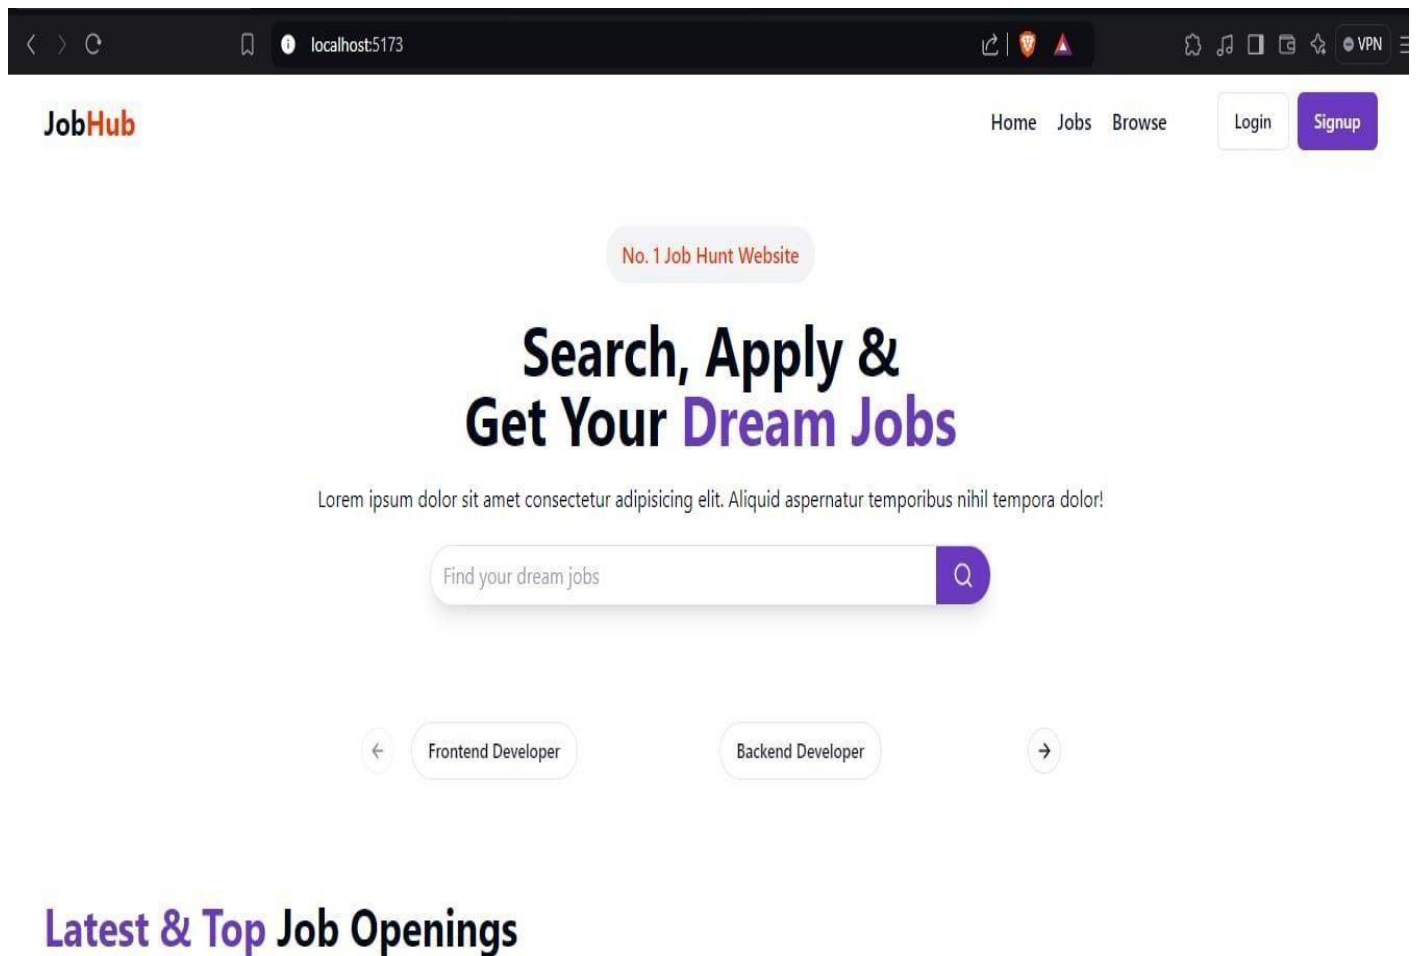 localhost:5173
VPN
JobHub
Home Jobs Browse Login Signup
No. 1 Job Hunt Website
Search, Apply &
Get Your Dream Jobs
Lorem ipsum dolor sit amet consectetur adipisicing elit. Aliquid aspernatur temporibus nihil tempora dolor!
Find your dream jobs
Frontend Developer Backend Developer
Latest & Top Job Openings